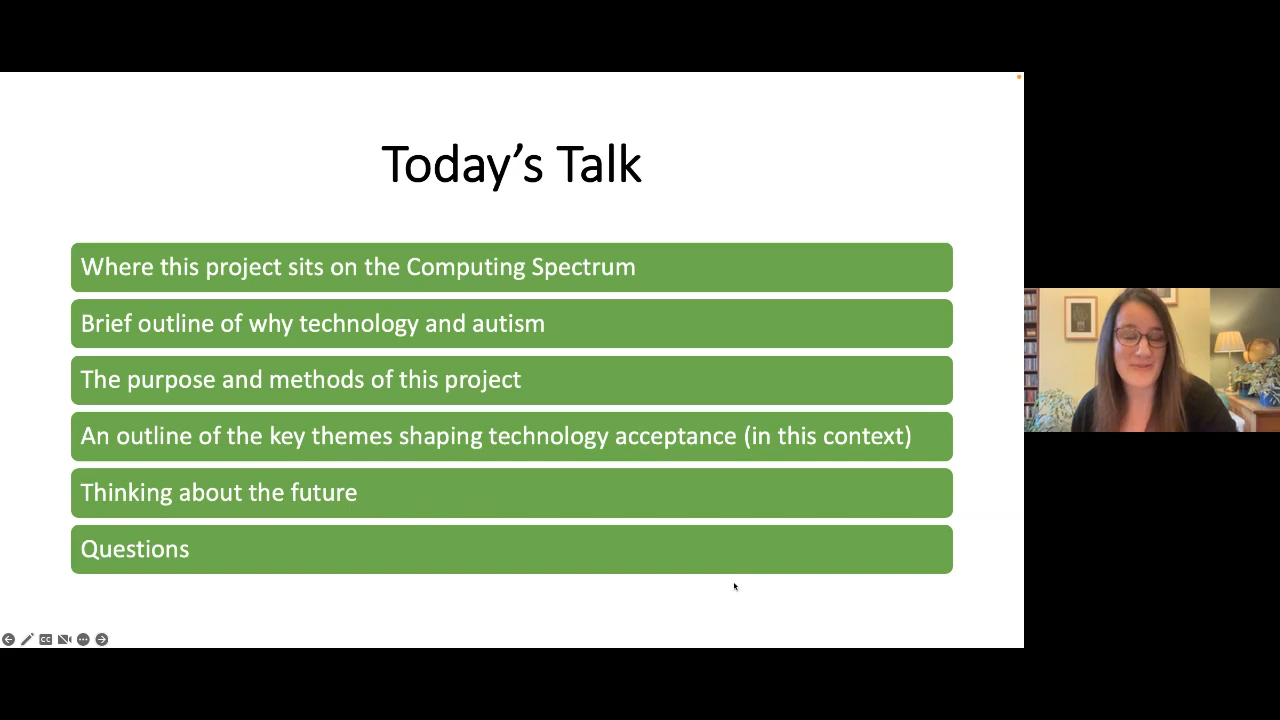 Today’s Talk
Where this project sits on the Computing Spectrum
Brief outline of why technology and autism
The purpose and methods of this project
An outline of the key themes shaping technology acceptance (in this context)
Thinking about the future
Questions
CC